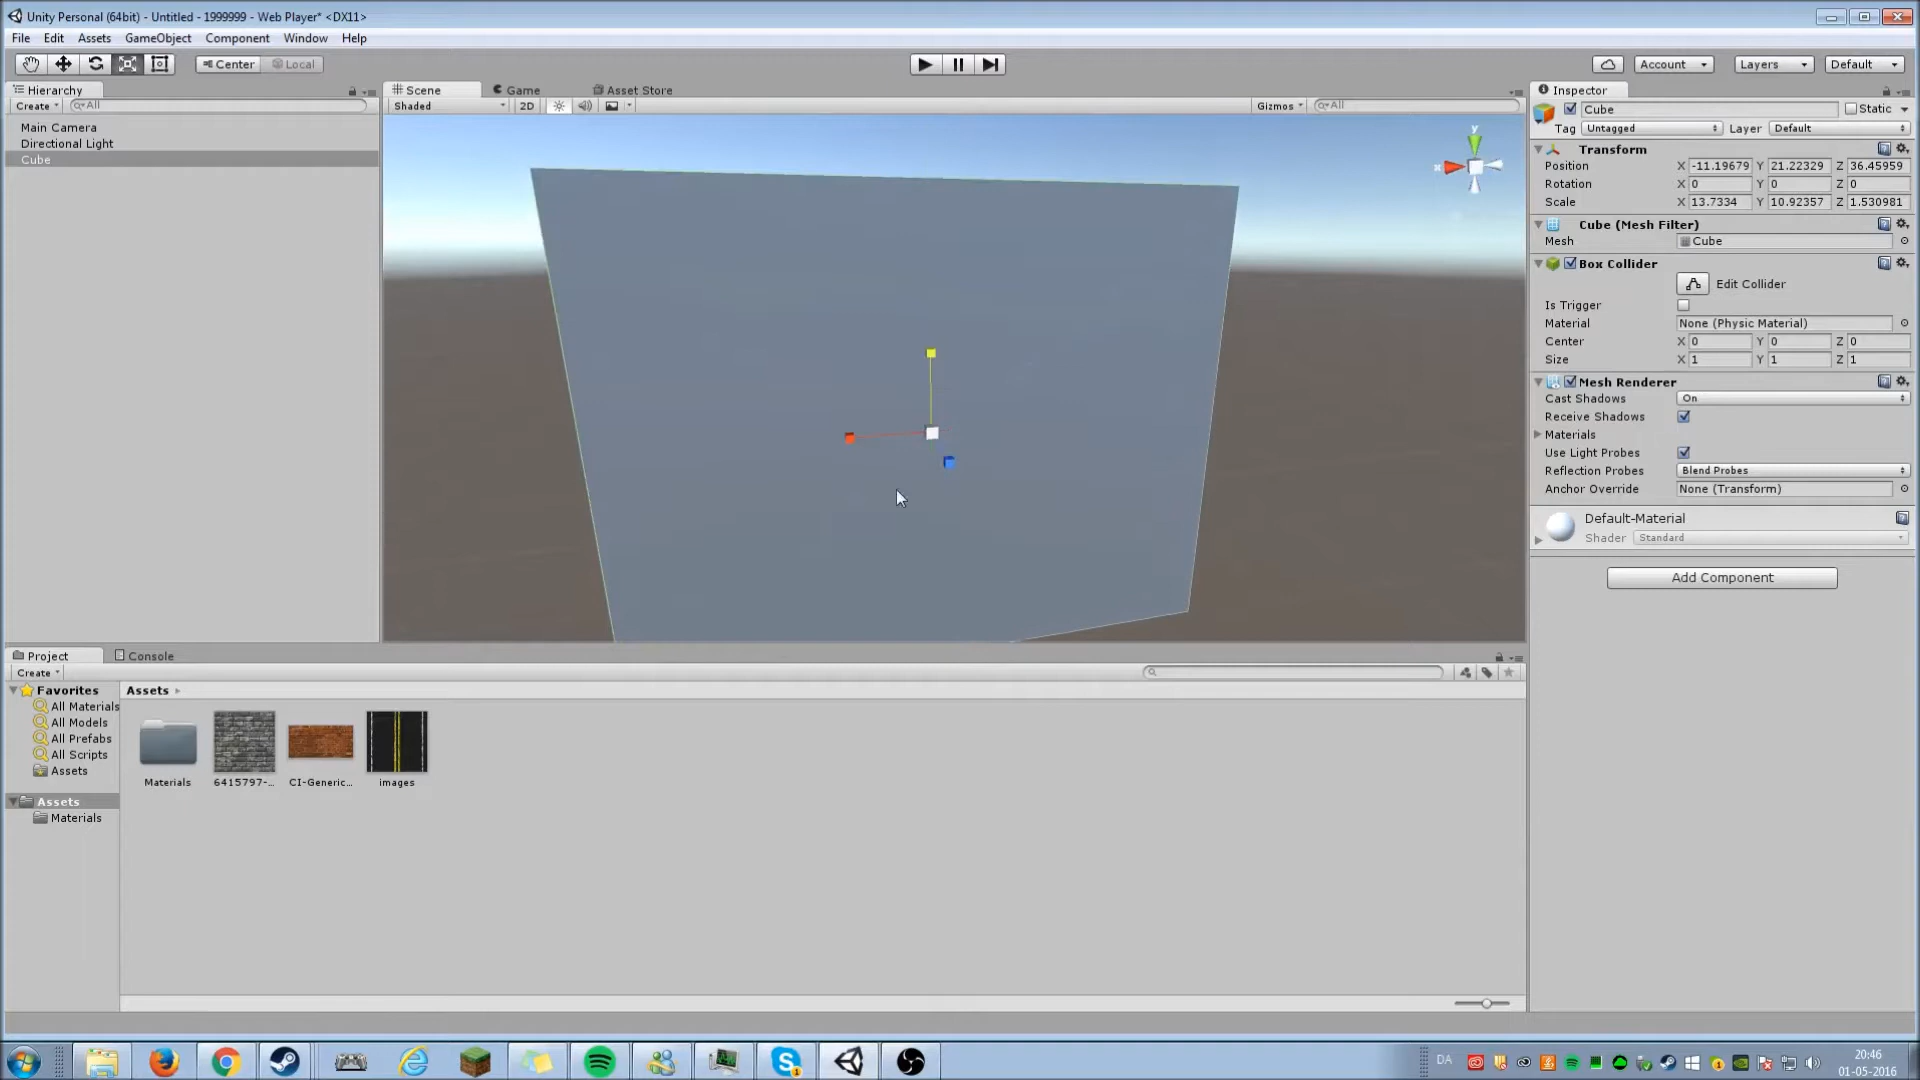 Unity Personal (64bit) - Untitled - 1999999 - Web Player* <DX11>
File Edit Assets GameObject Component Window Help
Center Local Account Layers Default
Hierarchy
Create All
Main Camera
Directional Light
Cube
Scene Game Asset Store
Shaded 2D Gizmos All
y
x
Inspector
Cube Static
Tag Untagged Layer Default
Transform
Position X -11.19679 Y 21.22329 Z 36.45959
Rotation X 0 Y 0 Z 0
Scale X 13.7334 Y 10.92357 Z 1.530981
Cube (Mesh Filter)
Mesh Cube
Box Collider
Edit Collider
Is Trigger
Material None (Physic Material)
Center X 0 Y 0 Z 0
Size X 1 Y 1 Z 1
Mesh Renderer
Cast Shadows On
Receive Shadows
Materials
Use Light Probes
Reflection Probes Blend Probes
Anchor Override None (Transform)
Default-Material
Shader Standard
Add Component
Project Console
Create
Favorites
All Materials
All Models
All Prefabs
All Scripts
Assets
Assets
Materials
Assets
Materials 6415797-... CI-Generic... images
DA
20:46
01-05-2016